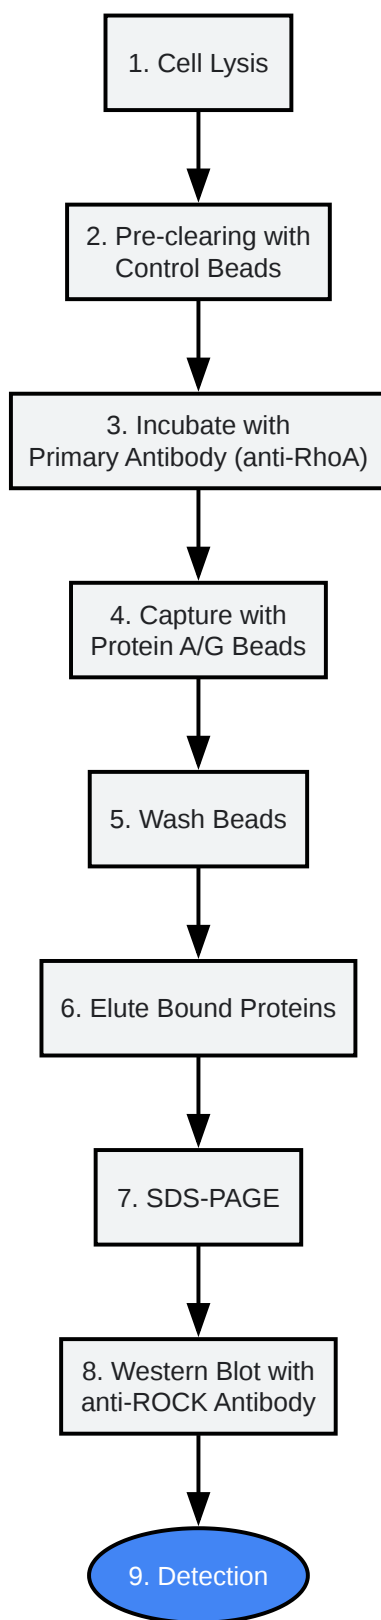 1. Cell Lysis
2. Pre-clearing with
Control Beads
3. Incubate with
Primary Antibody (anti-RhoA)
4. Capture with
Protein A/G Beads
5. Wash Beads
6. Elute Bound Proteins
7. SDS-PAGE
8. Western Blot with
anti-ROCK Antibody
9. Detection